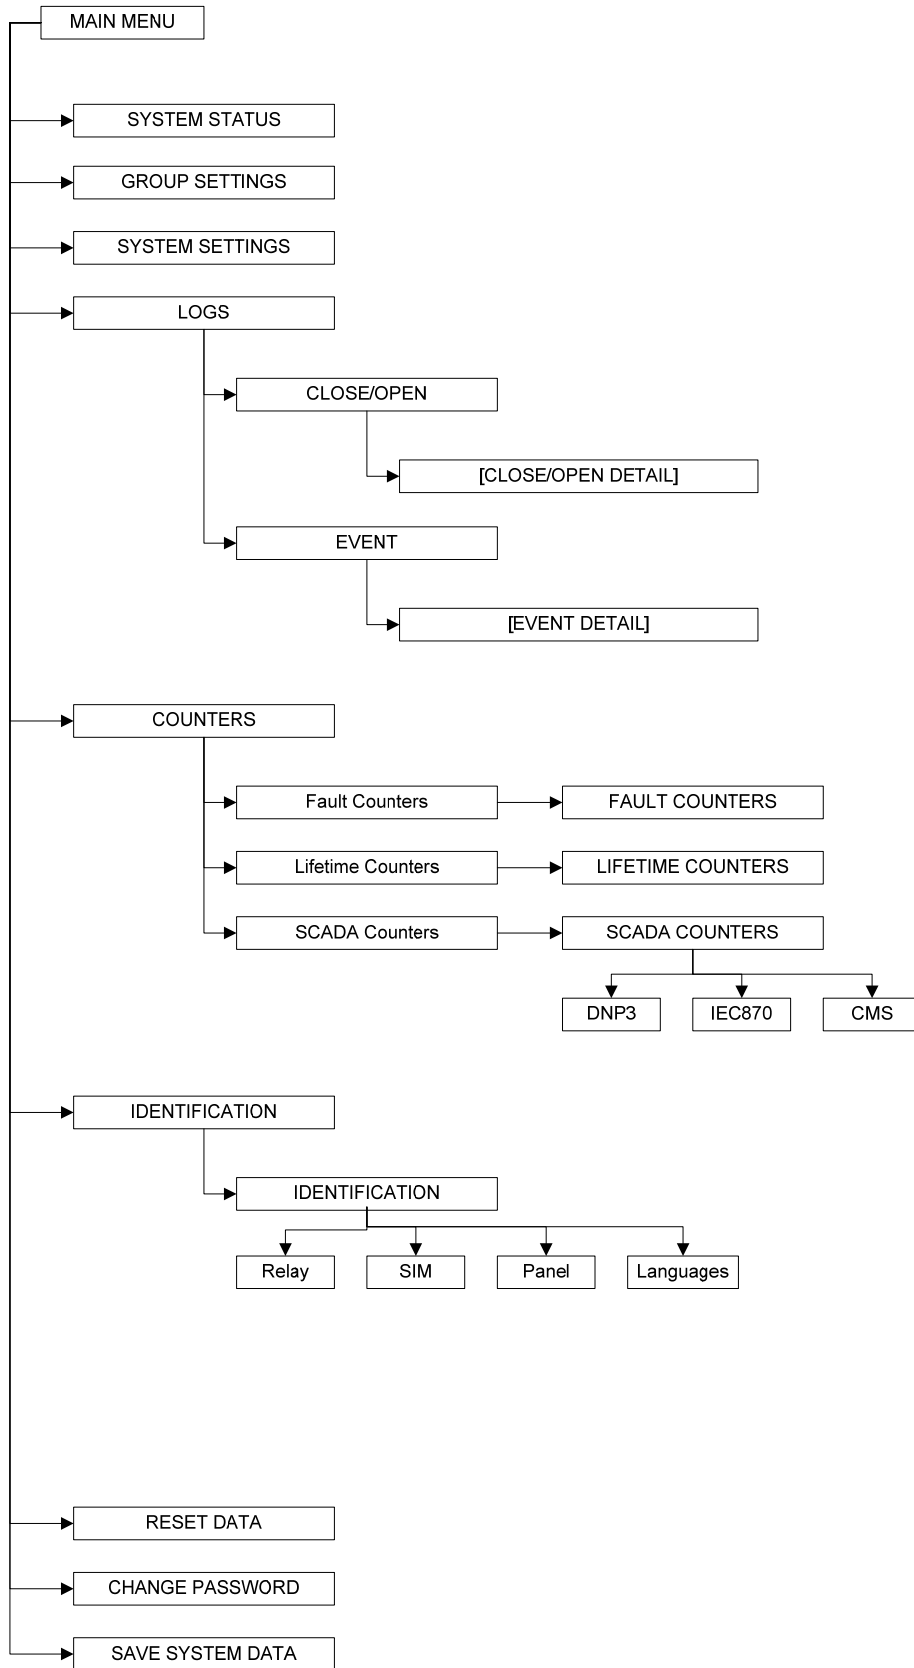 MAIN MENU
SYSTEM STATUS
GROUP SETTINGS
SYSTEM SETTINGS
LOGS
CLOSE/OPEN
[CLOSE/OPEN DETAIL]
EVENT
[EVENT DETAIL]
COUNTERS
Fault Counters FAULT COUNTERS
Lifetime Counters LIFETIME COUNTERS
SCADA Counters SCADA COUNTERS
DNP3 IEC870 CMS
IDENTIFICATION
IDENTIFICATION
Relay SIM Panel Languages
RESET DATA
CHANGE PASSWORD
SAVE SYSTEM DATA